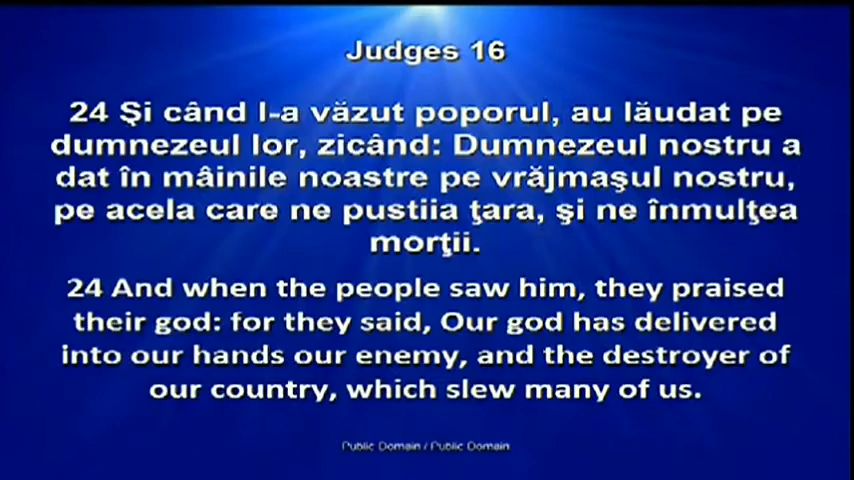 Judges 16
24 Şi când l-a văzut poporul, au lăudat pe
dumnezeul lor, zicând: Dumnezeul nostru a
dat în mâinile noastre pe vrăjmaşul nostru,
pe acela care ne pustiia ţara, şi ne înmulţea
morţii.
24 And when the people saw him, they praised
their god: for they said, Our god has delivered
into our hands our enemy, and the destroyer of
our country, which slew many of us.
Public Domain / Public Domain